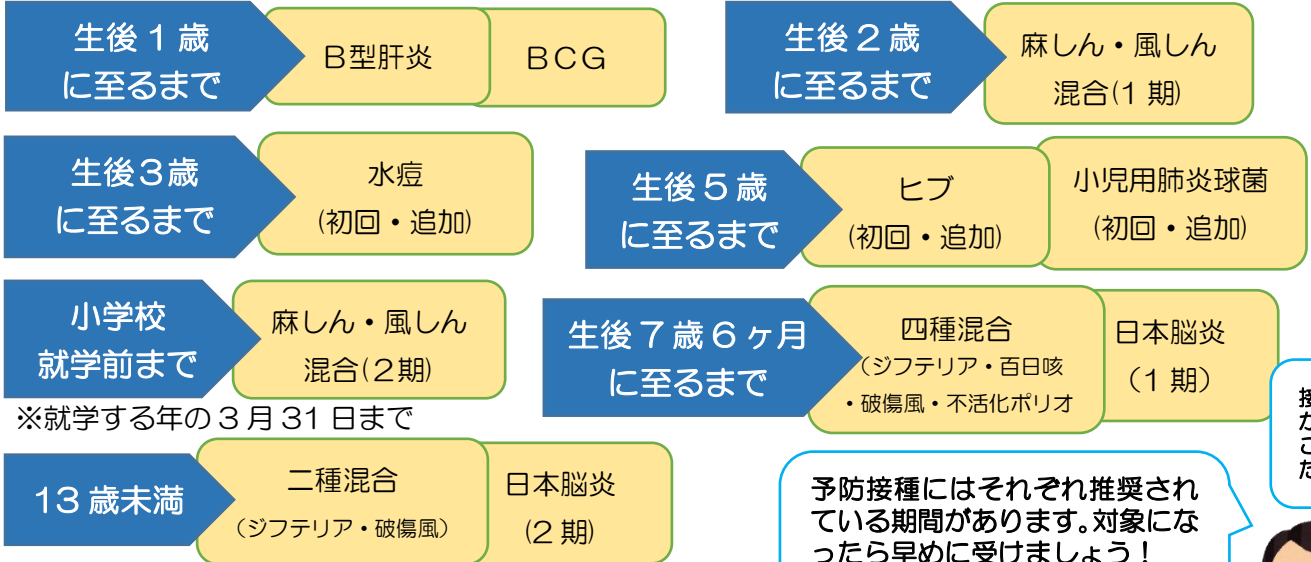 生後１歳
に至るまで
Ｂ型肝炎
ＢＣＧ
生後２歳
に至るまで
麻しん・風しん
混合(１期)
生後３歳
に至るまで
水痘
(初回・追加)
生後５歳
に至るまで
ヒブ
(初回・追加)
小児用肺炎球菌
(初回・追加)
小学校
就学前まで
麻しん・風しん
混合(２期)
※就学する年の３月31日まで
生後７歳６ヶ月
に至るまで
四種混合
（ジフテリア・百日咳
・破傷風・不活化ポリオ
日本脳炎
（１期）
13歳未満
二種混合
（ジフテリア・破傷風）
日本脳炎
(２期)
予防接種にはそれぞれ推奨され
ている期間があります。対象にな
ったら早めに受けましょう！